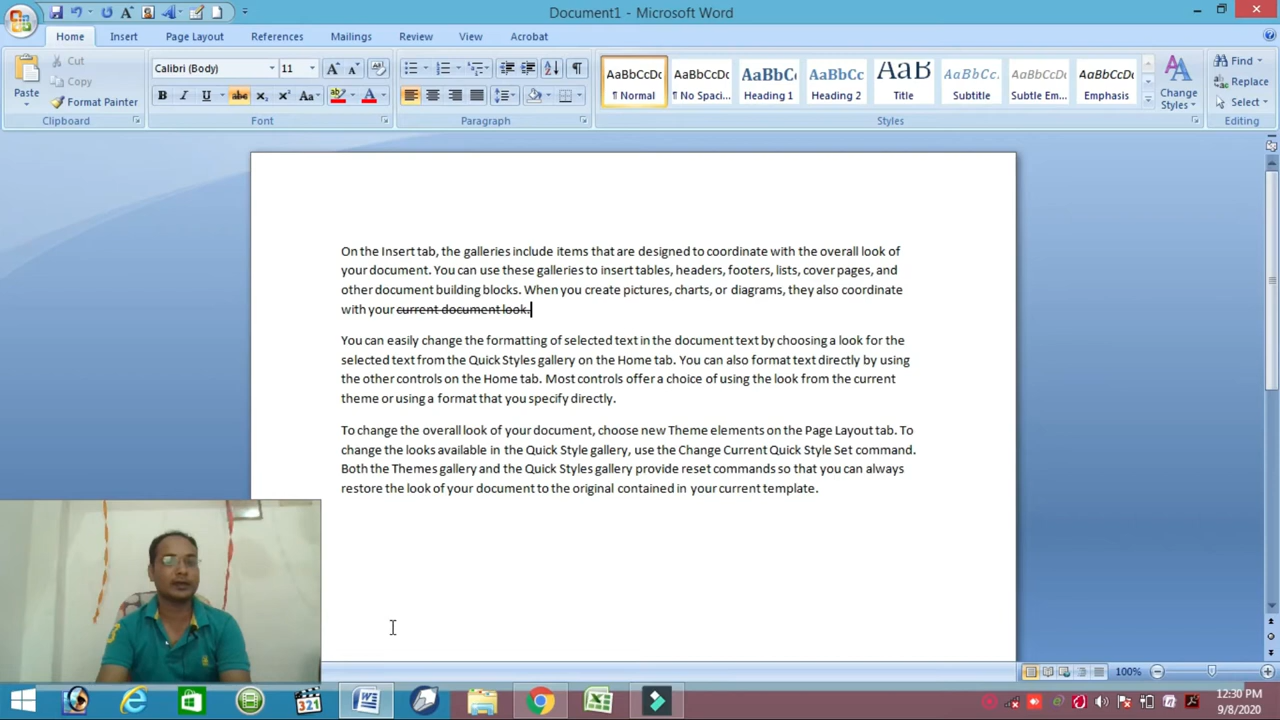 Document1 - Microsoft Word
Home Insert Page Layout References Mailings Review View Acrobat
Paste
Cut
Copy
Format Painter
Clipboard
Calibri (Body) 11
B I U abc X₂ X² Aa
Font
Paragraph
AaBbCcDc AaBbCcDc AaBbC AaBbCc AaB AaBbCc. AaBbCcDc AaBbCcDc
¶ Normal ¶ No Spaci... Heading 1 Heading 2 Title Subtitle Subtle Em... Emphasis
Styles
Change
Styles
Find
Replace
Select
Editing
On the Insert tab, the galleries include items that are designed to coordinate with the overall look of
your document. You can use these galleries to insert tables, headers, footers, lists, cover pages, and
other document building blocks. When you create pictures, charts, or diagrams, they also coordinate
with your current document look.
You can easily change the formatting of selected text in the document text by choosing a look for the
selected text from the Quick Styles gallery on the Home tab. You can also format text directly by using
the other controls on the Home tab. Most controls offer a choice of using the look from the current
theme or using a format that you specify directly.
To change the overall look of your document, choose new Theme elements on the Page Layout tab. To
change the looks available in the Quick Style gallery, use the Change Current Quick Style Set command.
Both the Themes gallery and the Quick Styles gallery provide reset commands so that you can always
restore the look of your document to the original contained in your current template.
100%
321
12:30 PM
9/8/2020